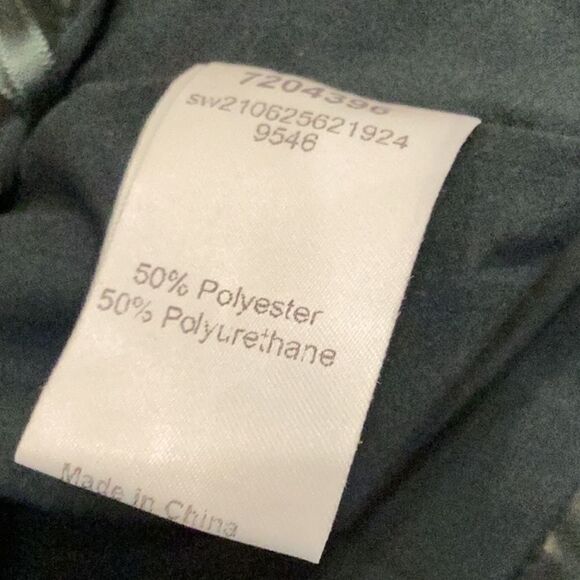 7204396
sw210625621924
9546
50% Polyester
50% Polyurethane
Made in China